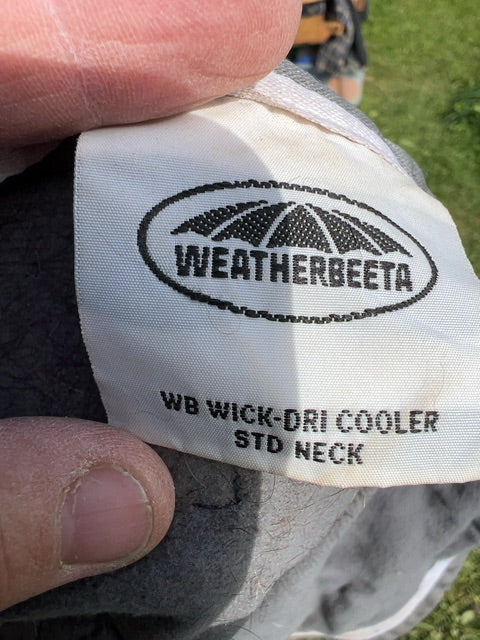 WEATHERBEETA
WB WICK-DRI COOLER
STD NECK